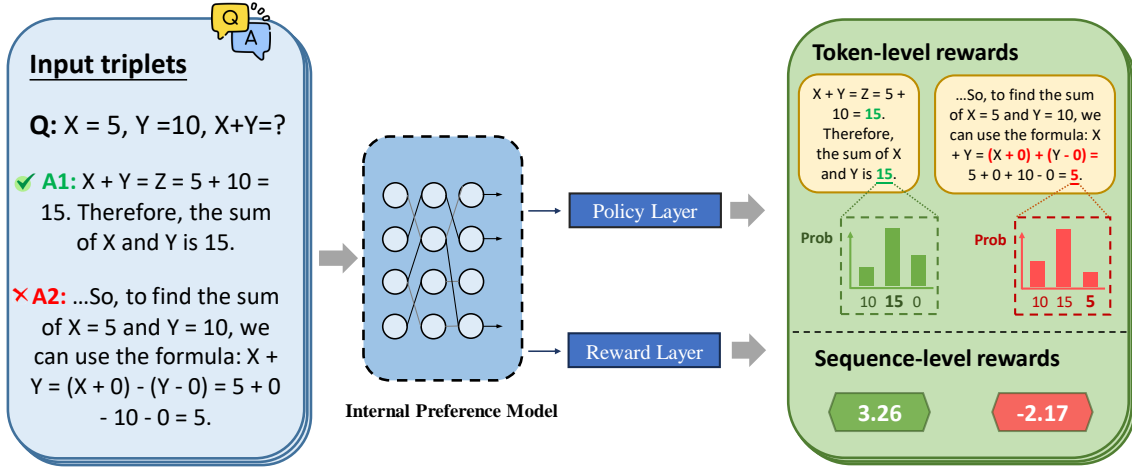 Q
A
Input triplets
Q: X = 5, Y =10, X+Y=?
A1: X + Y = Z = 5 + 10 =
15. Therefore, the sum
of X and Y is 15.
A2: ...So, to find the sum
of X = 5 and Y = 10, we
can use the formula: X +
Y = (X + 0) - (Y - 0) = 5 + 0
- 10 - 0 = 5.
Internal Preference Model
Policy Layer
Reward Layer
Token-level rewards
X + Y = Z = 5 +
10 = 15.
Therefore,
the sum of X
and Y is 15.
...So, to find the sum
of X = 5 and Y = 10, we
can use the formula: X
+ Y = (X + 0) + (Y - 0) =
5 + 0 + 10 - 0 = 5.
Prob
10 15 0
Prob
10 15 5
Sequence-level rewards
3.26
-2.17